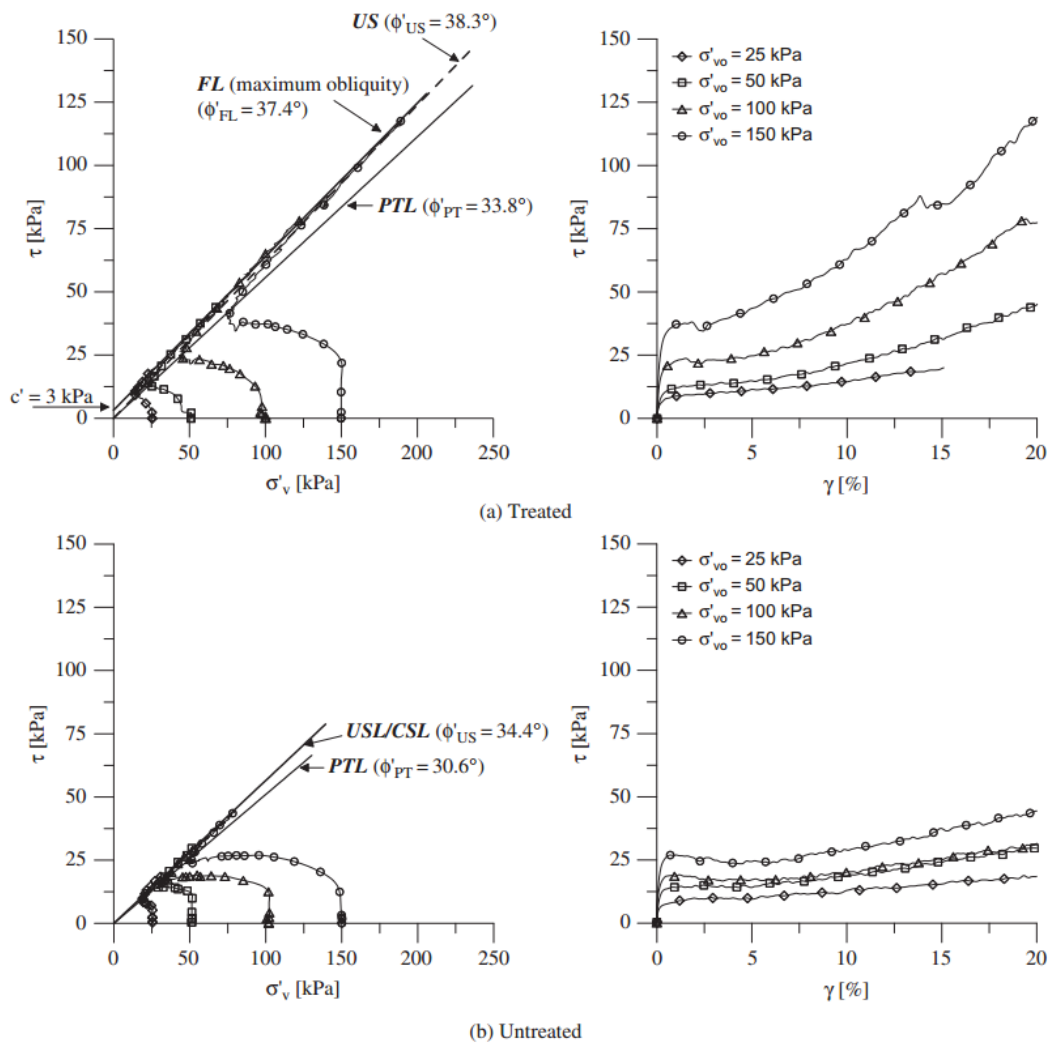 US (ϕ'US = 38.3°)
FL (maximum obliquity)
(ϕ'FL = 37.4°)
PTL (ϕ'PT = 33.8°)
c' = 3 kPa
τ [kPa]
150
125
100
75
50
25
0
0 50 100 150 200 250
σ'v [kPa]
σ'vo = 25 kPa
σ'vo = 50 kPa
σ'vo = 100 kPa
σ'vo = 150 kPa
τ [kPa]
150
125
100
75
50
25
0
0 5 10 15 20
γ [%]
(a) Treated
USL/CSL (ϕ'US = 34.4°)
PTL (ϕ'PT = 30.6°)
τ [kPa]
150
125
100
75
50
25
0
0 50 100 150 200 250
σ'v [kPa]
σ'vo = 25 kPa
σ'vo = 50 kPa
σ'vo = 100 kPa
σ'vo = 150 kPa
τ [kPa]
150
125
100
75
50
25
0
0 5 10 15 20
γ [%]
(b) Untreated